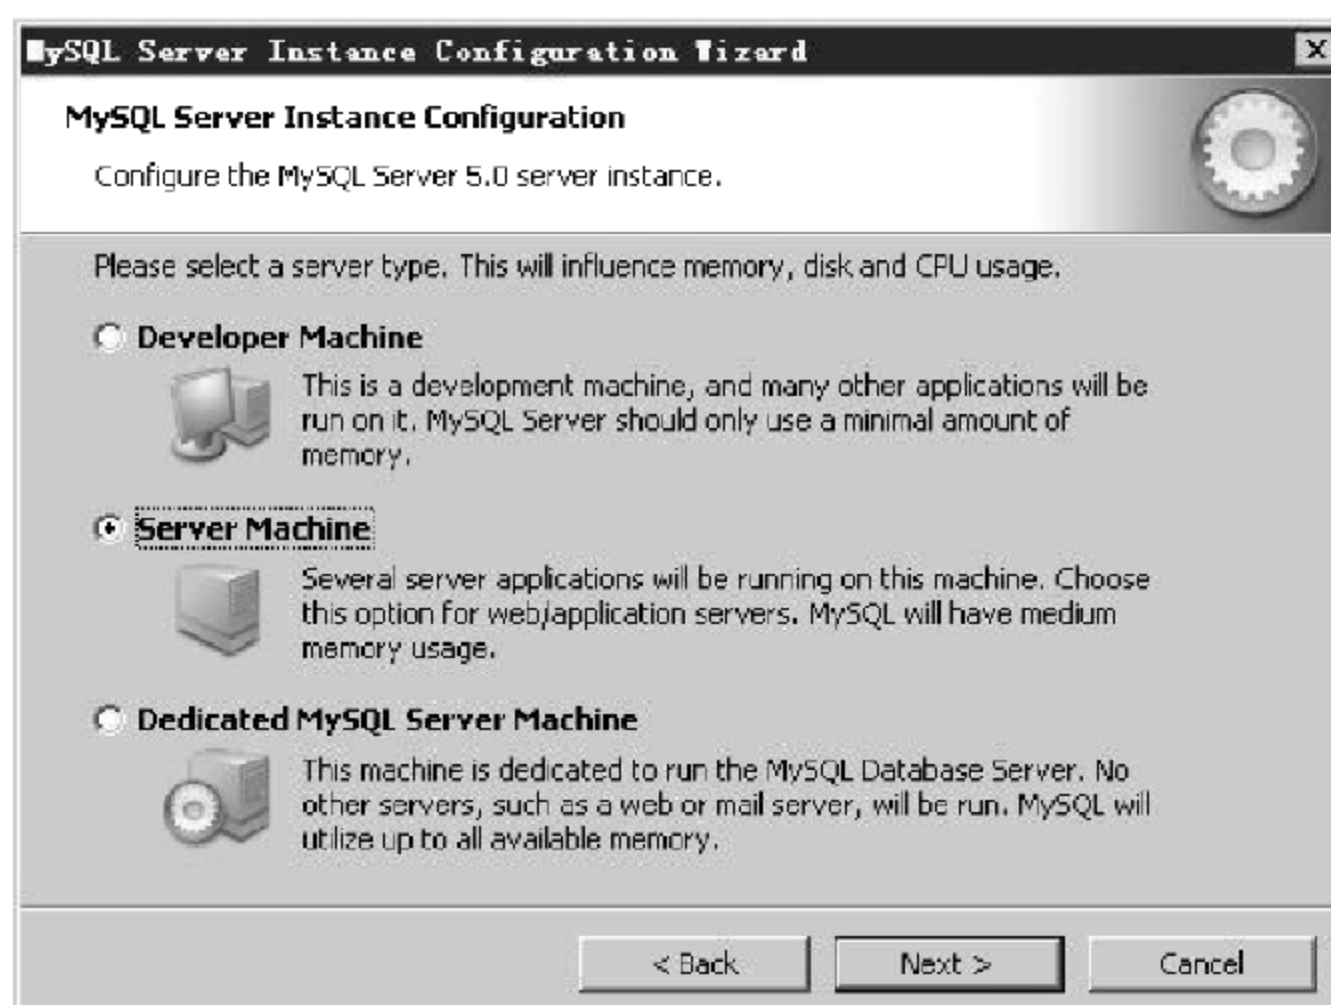 MySQL Server Instance Configuration Wizard
MySQL Server Instance Configuration
Configure the MySQL Server 5.0 server instance.
Please select a server type. This will influence memory, disk and CPU usage.
Developer Machine
This is a development machine, and many other applications will be
run on it. MySQL Server should only use a minimal amount of
memory.
Server Machine
Several server applications will be running on this machine. Choose
this option for web/application servers. MySQL will have medium
memory usage.
Dedicated MySQL Server Machine
This machine is dedicated to run the MySQL Database Server. No
other servers, such as a web or mail server, will be run. MySQL will
utilize up to all available memory.
< Back
Next >
Cancel